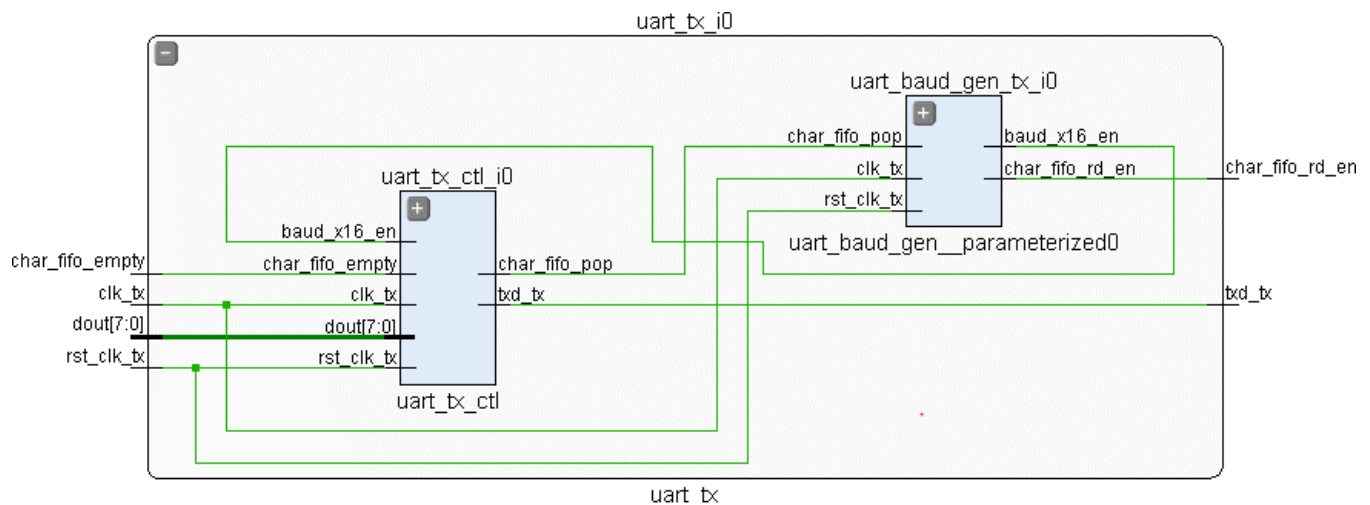 uart_tx_i0
uart_baud_gen_tx_i0
char_fifo_pop
baud_x16_en
clk_tx
char_fifo_rd_en
char_fifo_rd_en
rst_clk_tx
uart_baud_gen__parameterized0
uart_tx_ctl_i0
baud_x16_en
char_fifo_empty
char_fifo_empty
char_fifo_pop
clk_tx
clk_tx
txd_tx
txd_tx
dout[7:0]
dout[7:0]
rst_clk_tx
rst_clk_tx
uart_tx_ctl
uart_tx